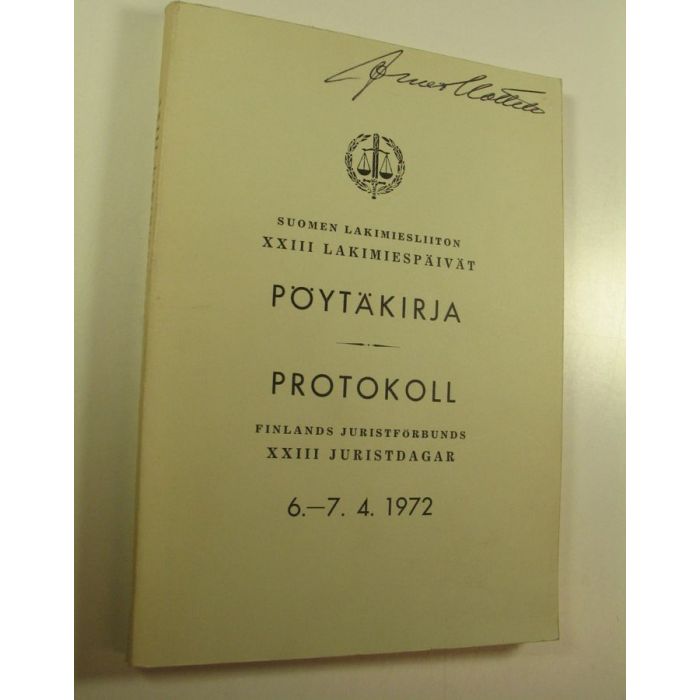 SUOMEN LAKIMIESLIITON
XXIII LAKIMIESPÄIVÄT
PÖYTÄKIRJA
PROTOKOLL
FINLANDS JURISTFÖRBUNDS
XXIII JURISTDAGAR
6.—7. 4. 1972